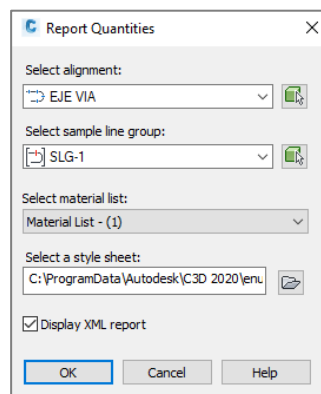 Report Quantities
Select alignment:
EJE VIA
Select sample line group:
SLG-1
Select material list:
Material List - (1)
Select a style sheet:
C:\ProgramData\Autodesk\C3D 2020\enu
Display XML report
OK Cancel Help